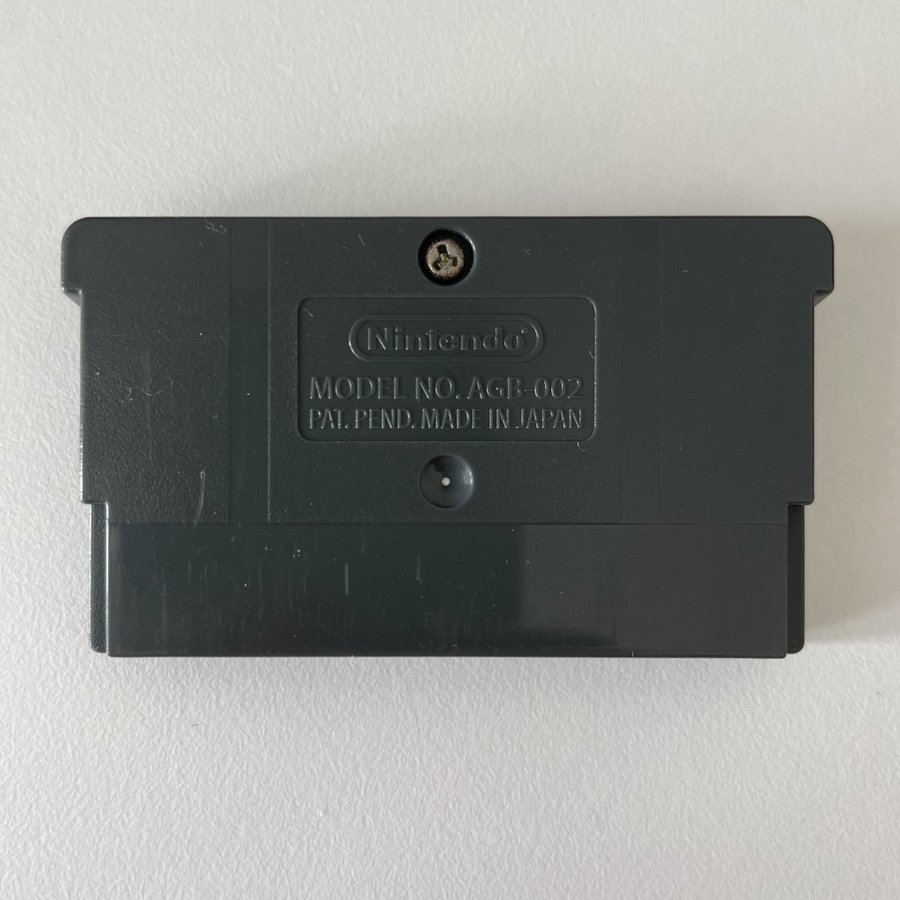 Nintendo
MODEL NO. AGB-002
PAT. PEND. MADE IN JAPAN